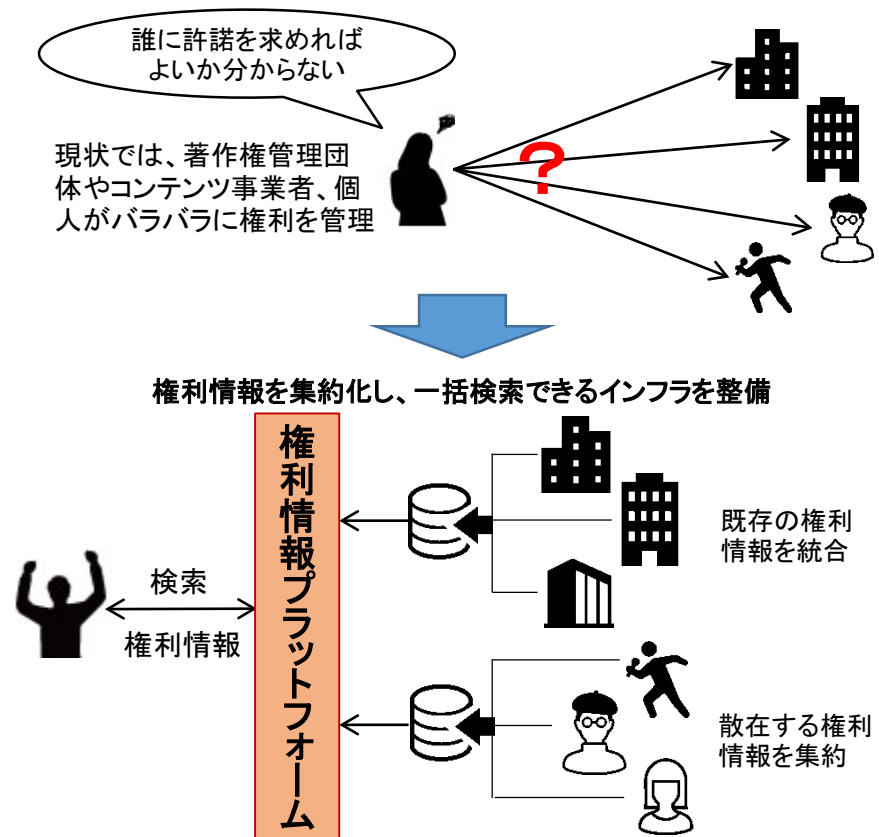 誰に許諾を求めれば
よいか分からない
現状では、著作権管理団
体やコンテンツ事業者、個
人がバラバラに権利を管理
?
権利情報を集約化し、一括検索できるインフラを整備
権利情報プラットフォーム
検索
権利情報
既存の権利
情報を統合
散在する権利
情報を集約